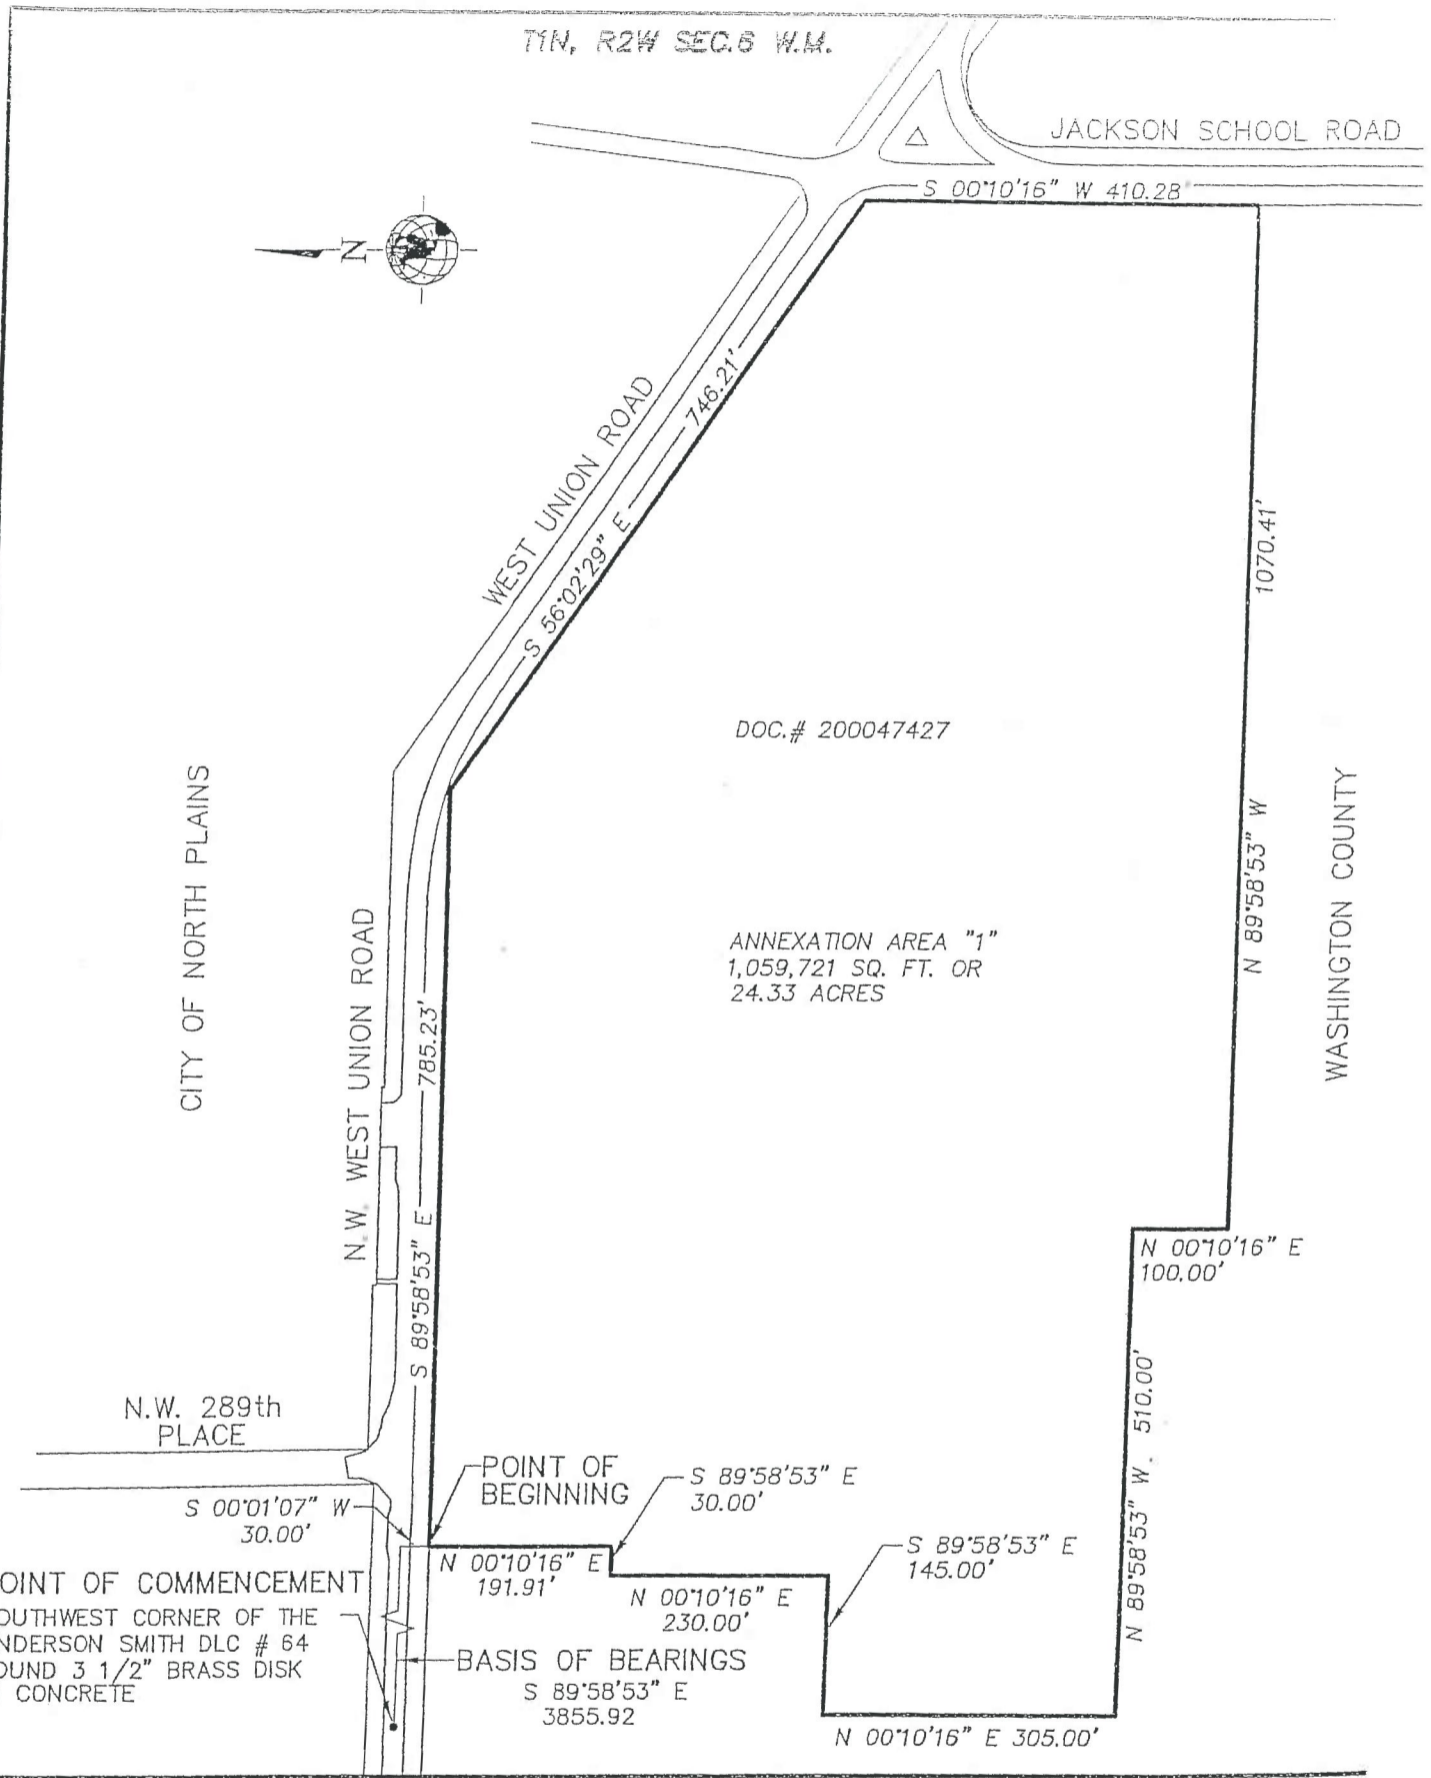 T1N, R2W SEC.6 W.M.
JACKSON SCHOOL ROAD
S 00°10'16" W 410.28'
N
WEST UNION ROAD
S 56°02'29" E 746.21'
1070.41'
N 89°58'53" W
DOC.# 200047427
CITY OF NORTH PLAINS
WASHINGTON COUNTY
ANNEXATION AREA "1"
1,059,721 SQ. FT. OR
24.33 ACRES
N.W. WEST UNION ROAD
S 89°58'53" E 785.23'
N 00°10'16" E
100.00'
N 89°58'53" W. 510.00'
N.W. 289th
PLACE
POINT OF
BEGINNING
S 89°58'53" E
30.00'
S 00°01'07" W
30.00'
S 89°58'53" E
145.00'
N 00°10'16" E
191.91'
N 00°10'16" E
230.00'
OINT OF COMMENCEMENT
OUTHWEST CORNER OF THE
NDERSON SMITH DLC # 64
OUND 3 1/2" BRASS DISK
CONCRETE
BASIS OF BEARINGS
S 89°58'53" E
3855.92
N 00°10'16" E 305.00'